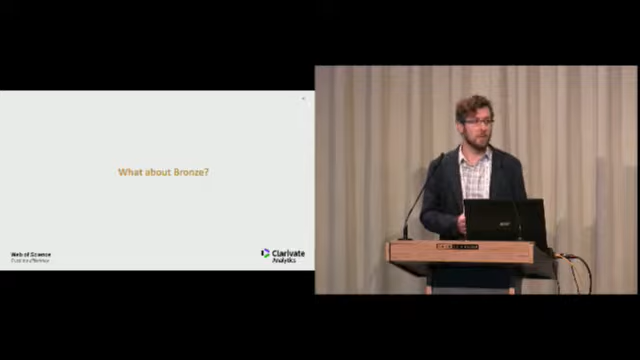 What about Bronze?
Web of Science
Clarivate
Analytics